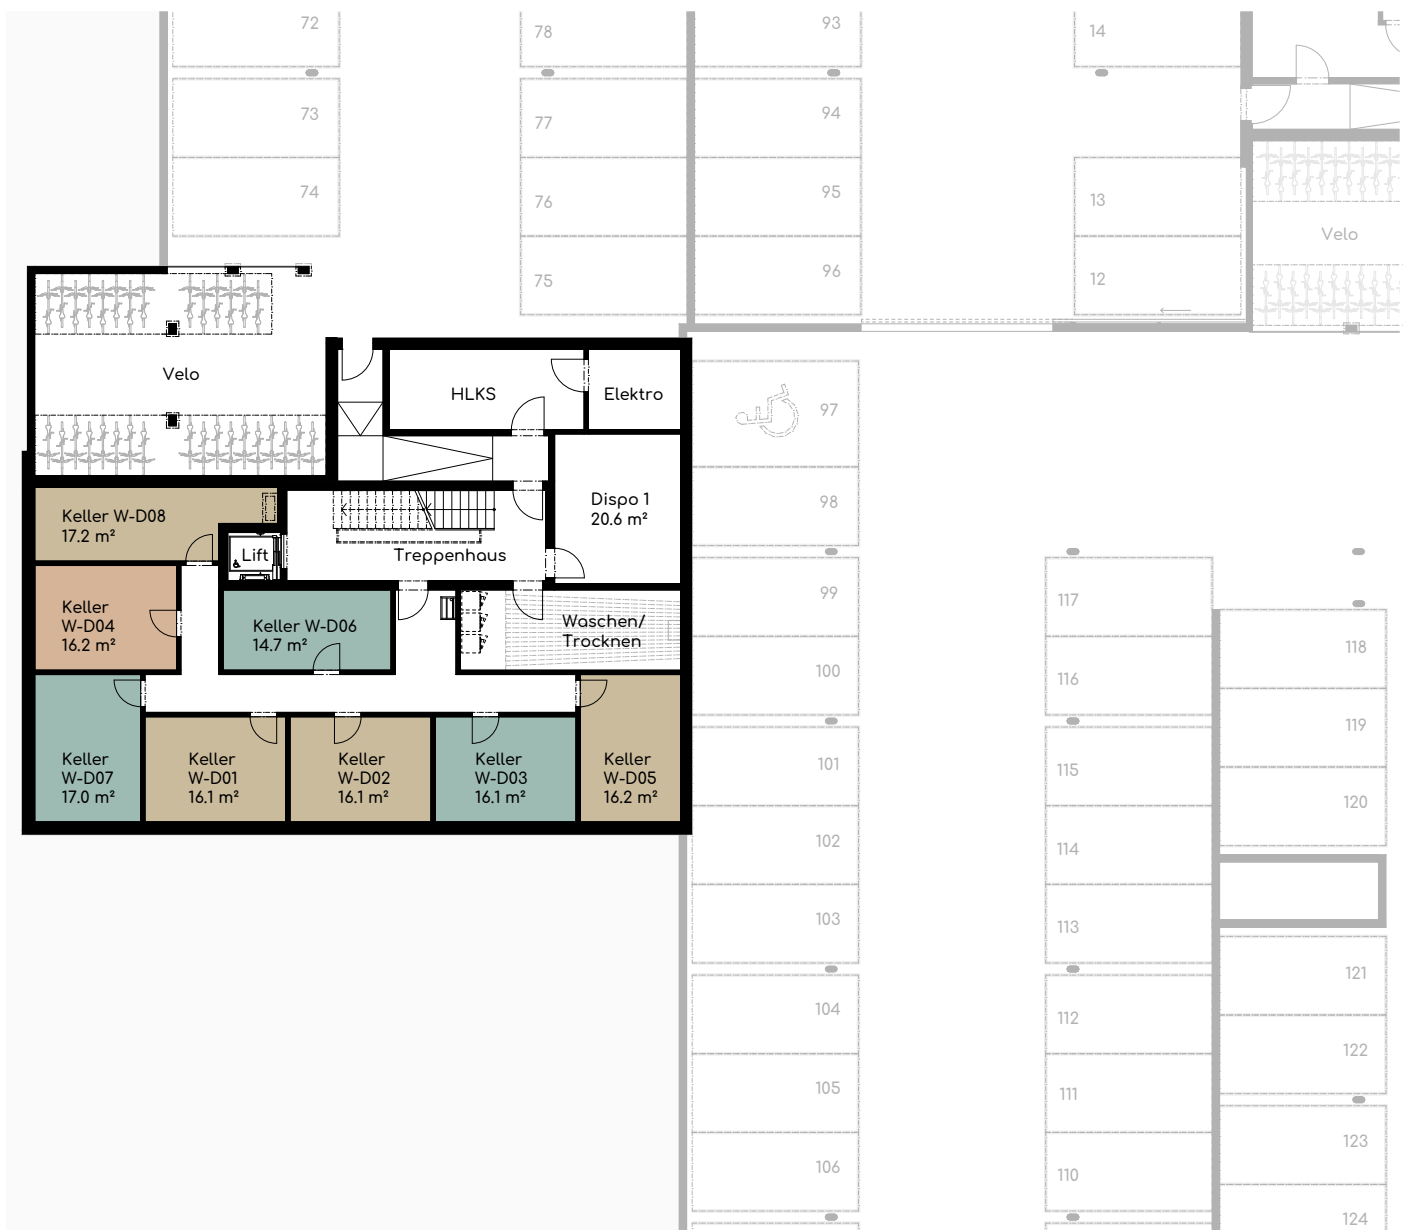 72
78
93
14
73
77
94
74
76
95
13
Velo
75
96
12
Velo
HLKS
Elektro
97
Keller W-D08
17.2 m²
Dispo 1
20.6 m²
98
Lift
Treppenhaus
99
117
Keller
W-D04
16.2 m²
Keller W-D06
14.7 m²
Waschen/
Trocknen
118
100
116
119
Keller
W-D07
17.0 m²
Keller
W-D01
16.1 m²
Keller
W-D02
16.1 m²
Keller
W-D03
16.1 m²
Keller
W-D05
16.2 m²
101
115
120
102
114
103
113
121
104
112
122
105
111
123
106
110
124